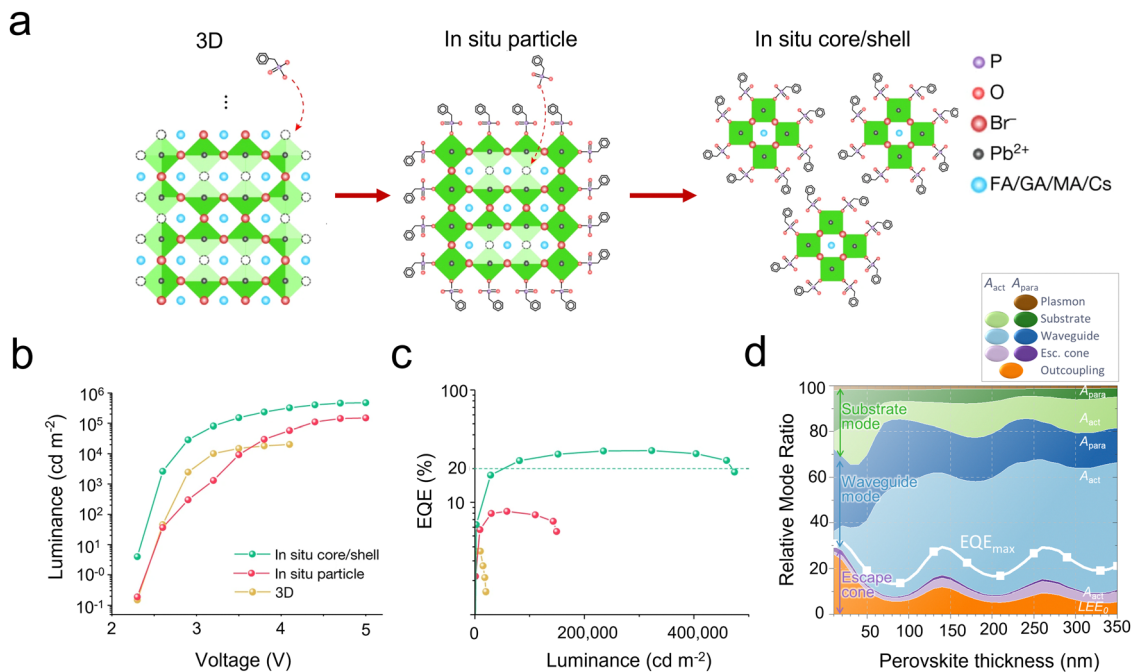 a
3D
In situ particle
In situ core/shell
...
P
O
Br⁻
Pb²⁺
FA/GA/MA/Cs
b
Luminance (cd m⁻²)
10⁶
10⁵
10⁴
10³
10²
10¹
10⁻⁰
10⁻¹
2
3
4
5
Voltage (V)
In situ core/shell
In situ particle
3D
c
EQE (%)
100
20
10
0
200,000
400,000
Luminance (cd m⁻²)
d
A_act A_para
Plasmon
Substrate
Waveguide
Esc. cone
Outcoupling
Relative Mode Ratio
100
80
60
40
20
0
Substrate
mode
Waveguide
mode
Escape
cone
A_para
A_act
A_para
A_act
EQE_max
A_act
LEE₀
50
100
150
200
250
300
350
Perovskite thickness (nm)